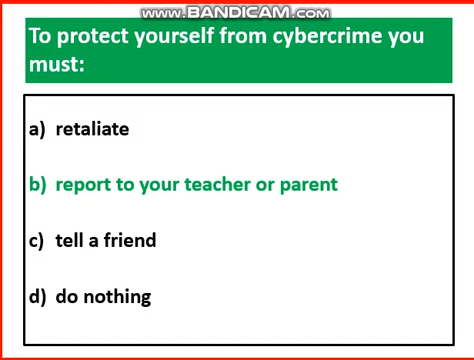 www.BANDICAM.com
To protect yourself from cybercrime you
must:
a) retaliate
b) report to your teacher or parent
c) tell a friend
d) do nothing